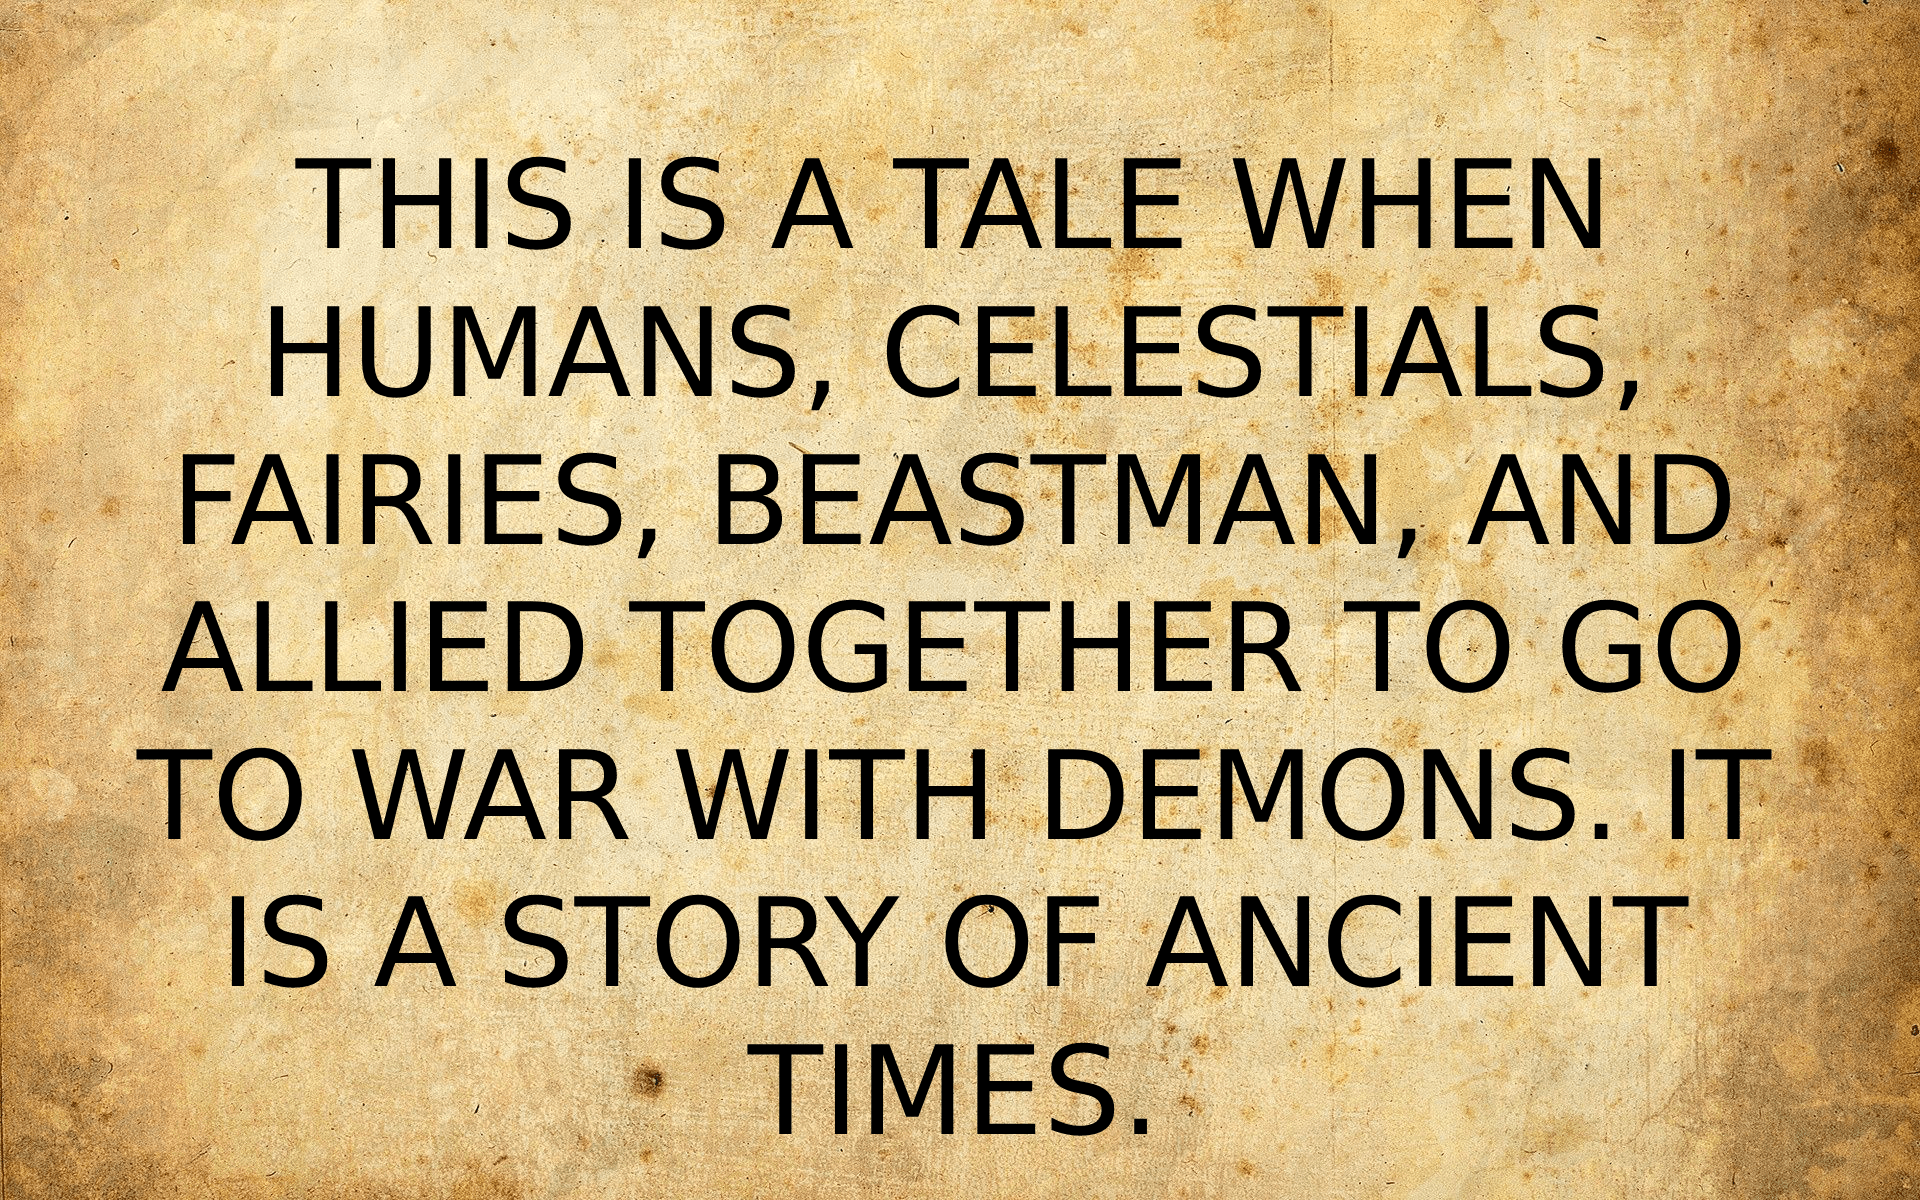 THIS IS A TALE WHEN
HUMANS, CELESTIALS,
FAIRIES, BEASTMAN, AND
ALLIED TOGETHER TO GO
TO WAR WITH DEMONS. IT
IS A STORY OF ANCIENT
TIMES.